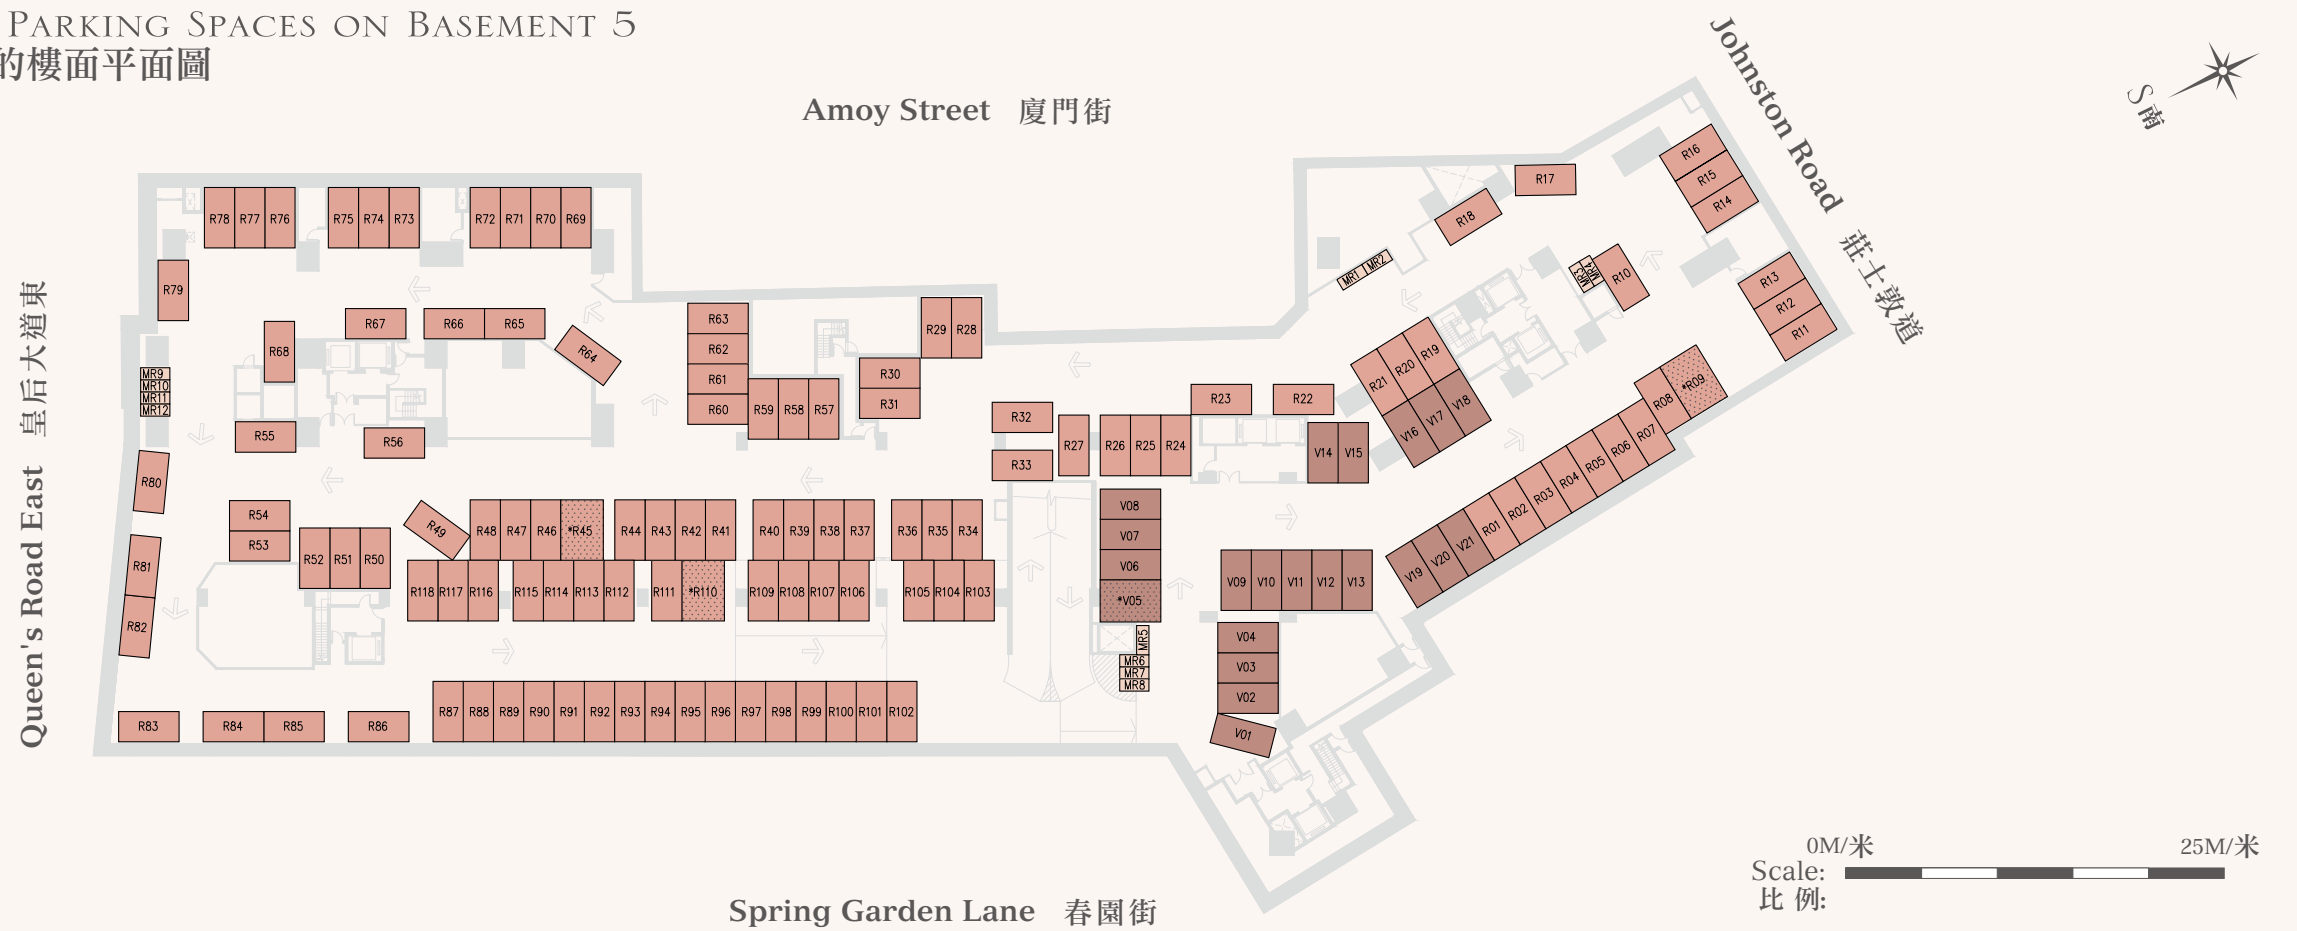 Parking Spaces on Basement 5
的樓面平面圖
Johnston Road 莊士敦道
S 南
Amoy Street 廈門街
R16
R15
R14
R17
R18
R78 R77 R76 R75 R74 R73 R72 R71 R70 R69
MR1 MR2
MR3 MR4 R10
R13
R12
R11
R79
R67 R66 R65
R68
R64
R63
R62
R61
R60
R59 R58 R57
R29 R28
R30
R31
R21 R20 R19
V16 V17 V18
*R09
R08
MR9
MR10
MR11
MR12
R55 R56
R32
R33
R27 R26 R25 R24
R23 R22
V14 V15
R80
R54
R53
R52 R51 R50
R49
R48 R47 R46 *R45 R44 R43 R42 R41 R40 R39 R38 R37 R36 R35 R34
V08
V07
V06
*V05
V19 V20 V21 R01 R02 R03 R04 R05 R06 R07
V09 V10 V11 V12 V13
R81
R82
R118 R117 R116 R115 R114 R113 R112 R111 *R110 R109 R108 R107 R106 R105 R104 R103
MR5
MR6
MR7
MR8
V04
V03
V02
V01
R83 R84 R85 R86 R87 R88 R89 R90 R91 R92 R93 R94 R95 R96 R97 R98 R99 R100 R101 R102
Queen's Road East 皇后大道東
Spring Garden Lane 春園街
0M/米 25M/米
Scale:
比 例: